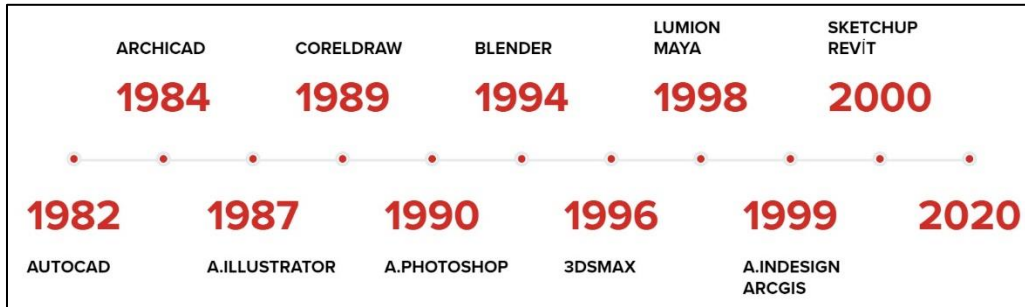 ARCHICAD
1984
CORELDRAW
1989
BLENDER
1994
LUMION
MAYA
1998
SKETCHUP
REVİT
2000
1982
AUTOCAD
1987
A.ILLUSTRATOR
1990
A.PHOTOSHOP
1996
3DSMAX
1999
A.INDESIGN
ARCGIS
2020